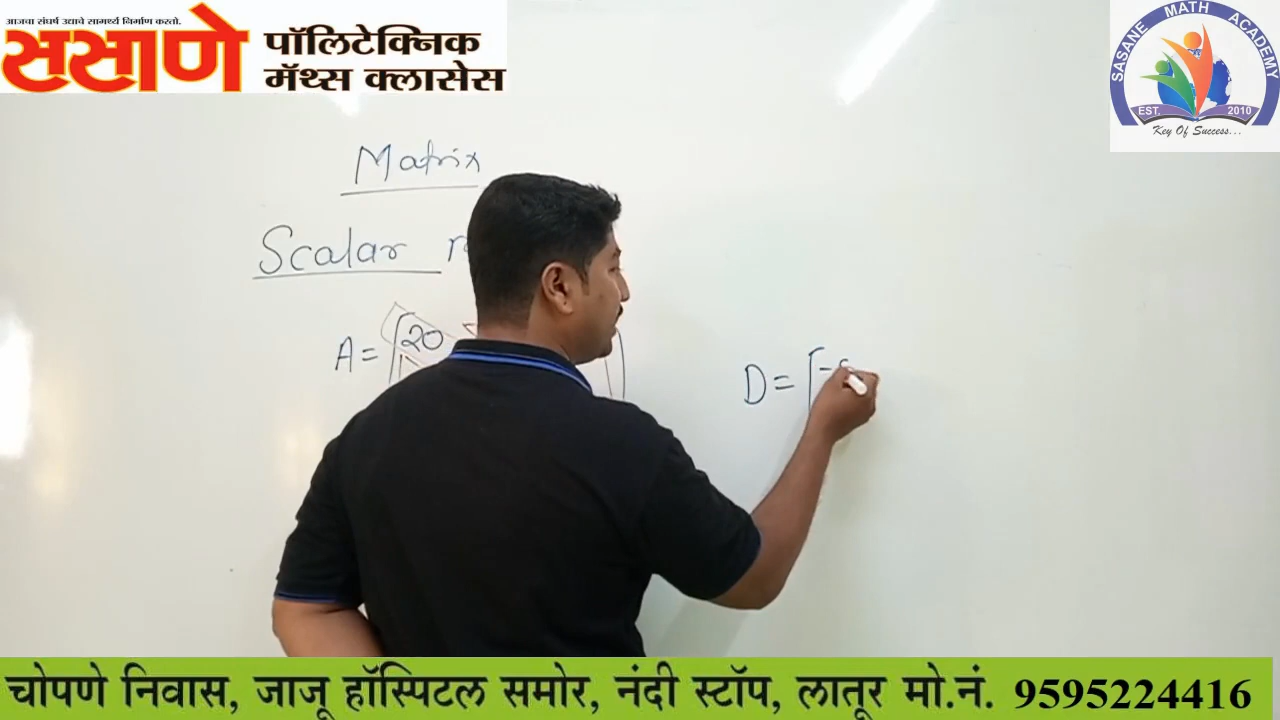 आजचा संघर्ष उद्याचे सामर्थ्य निर्माण करतो.
ससाणे
पॉलिटेक्निक
मॅथ्स क्लासेस
SASANE MATH ACADEMY
EST. 2010
Key Of Success...
Matrix
Scalar
A = [20
D = [-
चोपणे निवास, जाजू हॉस्पिटल समोर, नंदी स्टॉप, लातूर मो.नं. 9595224416